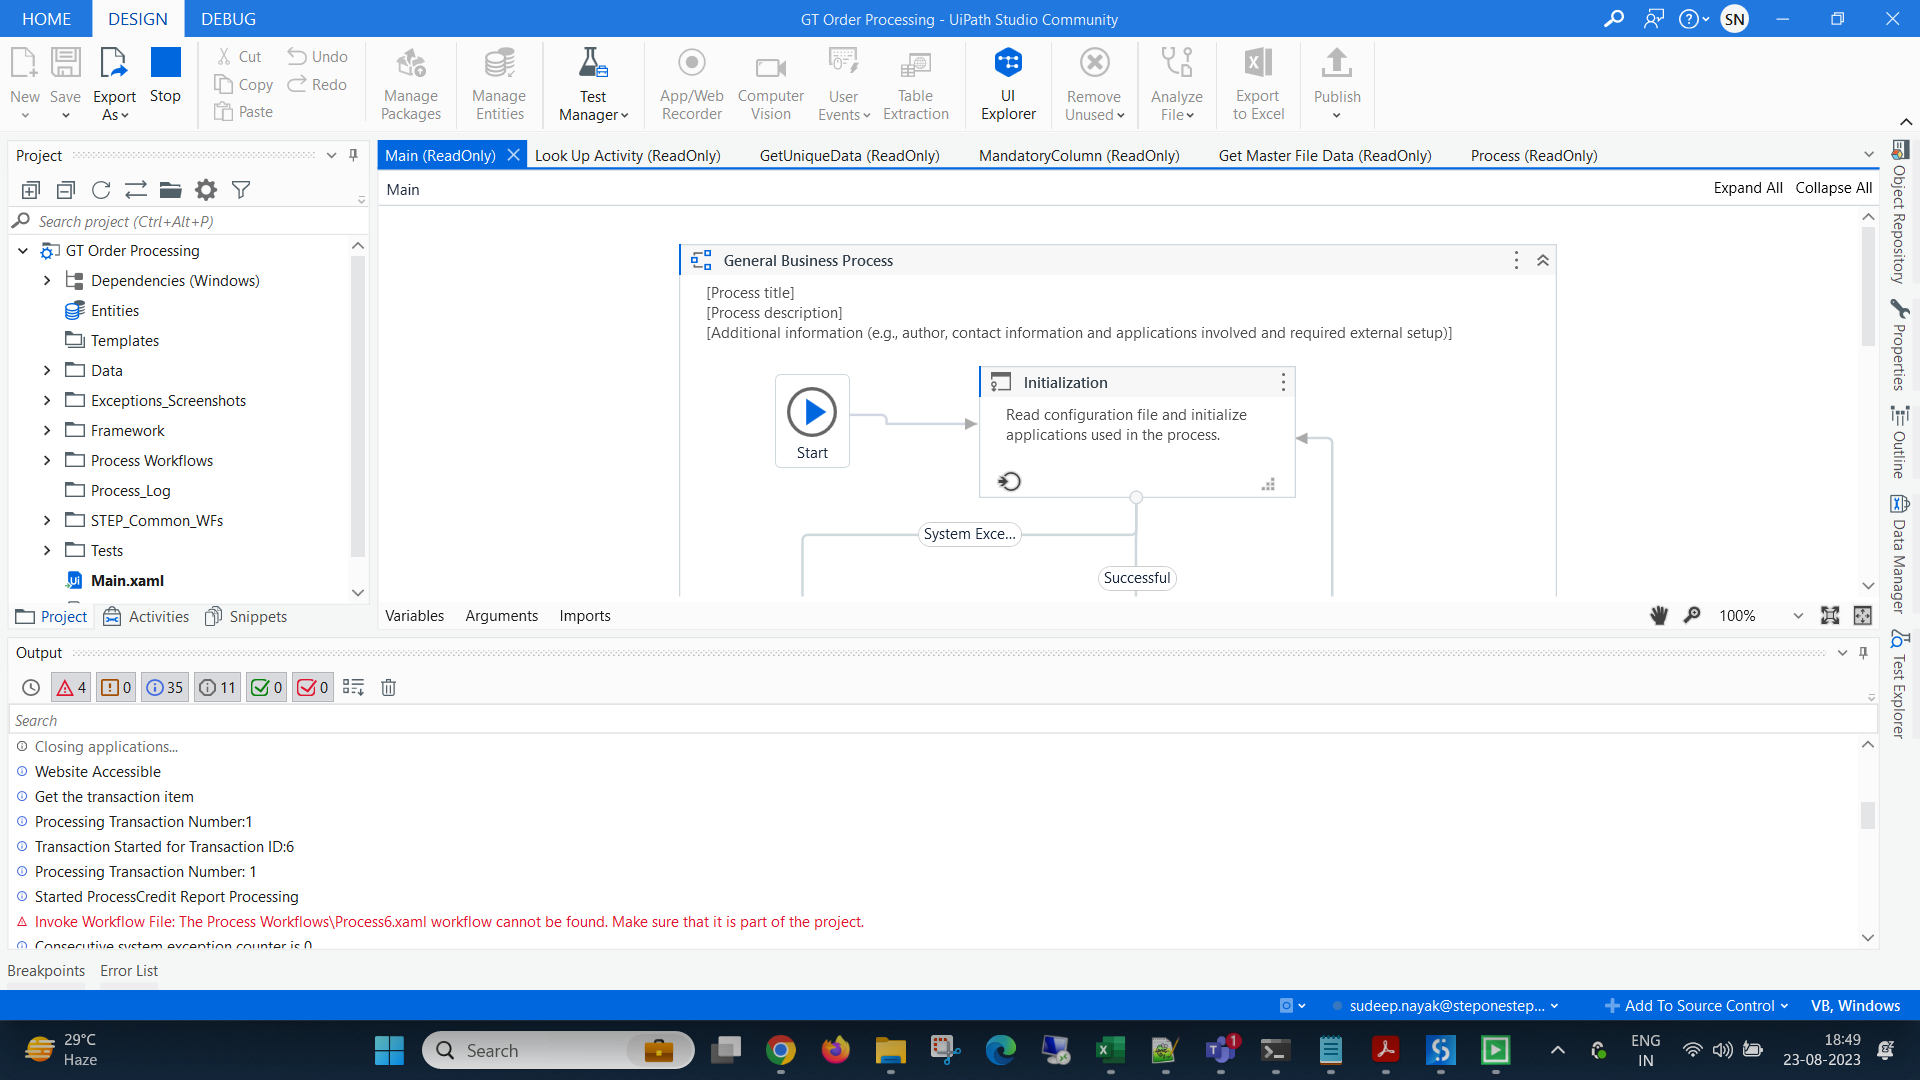 HOME
DESIGN
DEBUG
GT Order Processing - UiPath Studio Community
SN
New
Save
Export
As
Stop
Cut
Copy
Paste
Undo
Redo
Manage
Packages
Manage
Entities
Test
Manager
App/Web
Recorder
Computer
Vision
User
Events
Table
Extraction
UI
Explorer
Remove
Unused
Analyze
File
Export
to Excel
Publish
Project
Search project (Ctrl+Alt+P)
GT Order Processing
Dependencies (Windows)
Entities
Templates
Data
Exceptions_Screenshots
Framework
Process Workflows
Process_Log
STEP_Common_WFs
Tests
Main.xaml
Project
Activities
Snippets
Main (ReadOnly)
Look Up Activity (ReadOnly)
GetUniqueData (ReadOnly)
MandatoryColumn (ReadOnly)
Get Master File Data (ReadOnly)
Process (ReadOnly)
Main
Expand All
Collapse All
General Business Process
[Process title]
[Process description]
[Additional information (e.g., author, contact information and applications involved and required external setup)]
Start
Initialization
Read configuration file and initialize
applications used in the process.
System Exce...
Successful
Variables
Arguments
Imports
100%
Object Repository
Properties
Outline
Data Manager
Test Explorer
Output
4
0
35
11
0
0
Search
Closing applications...
Website Accessible
Get the transaction item
Processing Transaction Number:1
Transaction Started for Transaction ID:6
Processing Transaction Number: 1
Started ProcessCredit Report Processing
Invoke Workflow File: The Process Workflows\Process6.xaml workflow cannot be found. Make sure that it is part of the project.
Consecutive system exception counter is 0
Breakpoints
Error List
sudeep.nayak@steponestep...
Add To Source Control
VB, Windows
29°C
Haze
Search
1
ENG
IN
18:49
23-08-2023